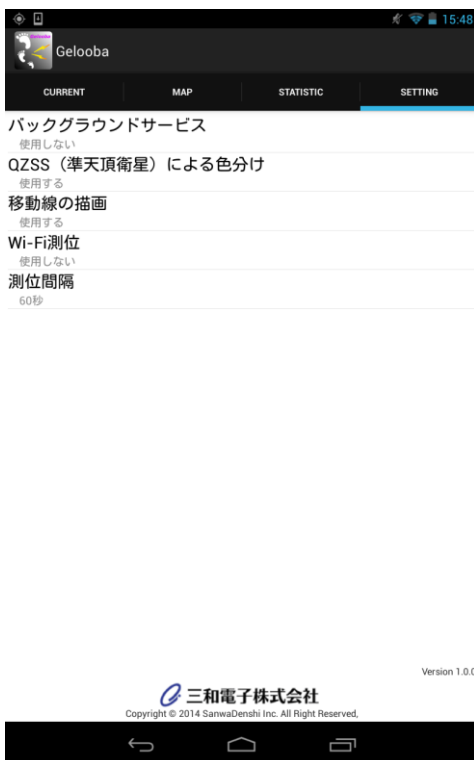 15:48
Gelooba
CURRENT MAP STATISTIC SETTING
バックグラウンドサービス
使用しない
QZSS（準天頂衛星）による色分け
使用する
移動線の描画
使用する
Wi-Fi測位
使用しない
測位間隔
60秒
Version 1.0.0
三和電子株式会社
Copyright © 2014 SanwaDenshi Inc. All Right Reserved,